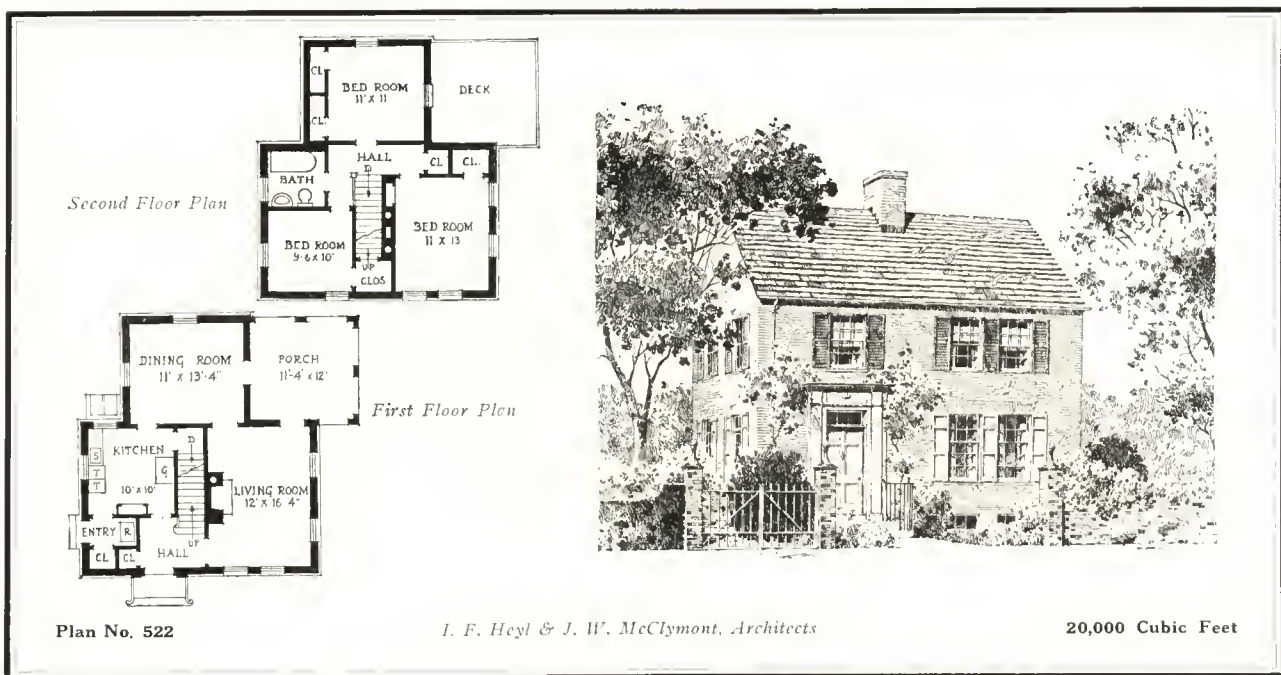 Second Floor Plan
CL.
CL.
BED ROOM
11' X 11
DECK
HALL
D
CL
CL.
BATH
BED ROOM
9·6 X 10'
BED ROOM
11 X 13
UP
CLOS
First Floor Plan
DINING ROOM
11' X 13'·4"
PORCH
11'-4" X 12'
KITCHEN
10' X 10'
S
T
T
G
D
LIVING ROOM
12' X 16'·4"
ENTRY
R
CL
CL
HALL
UP
Plan No. 522
I. F. Heyl & J. W. McClymont, Architects
20,000 Cubic Feet